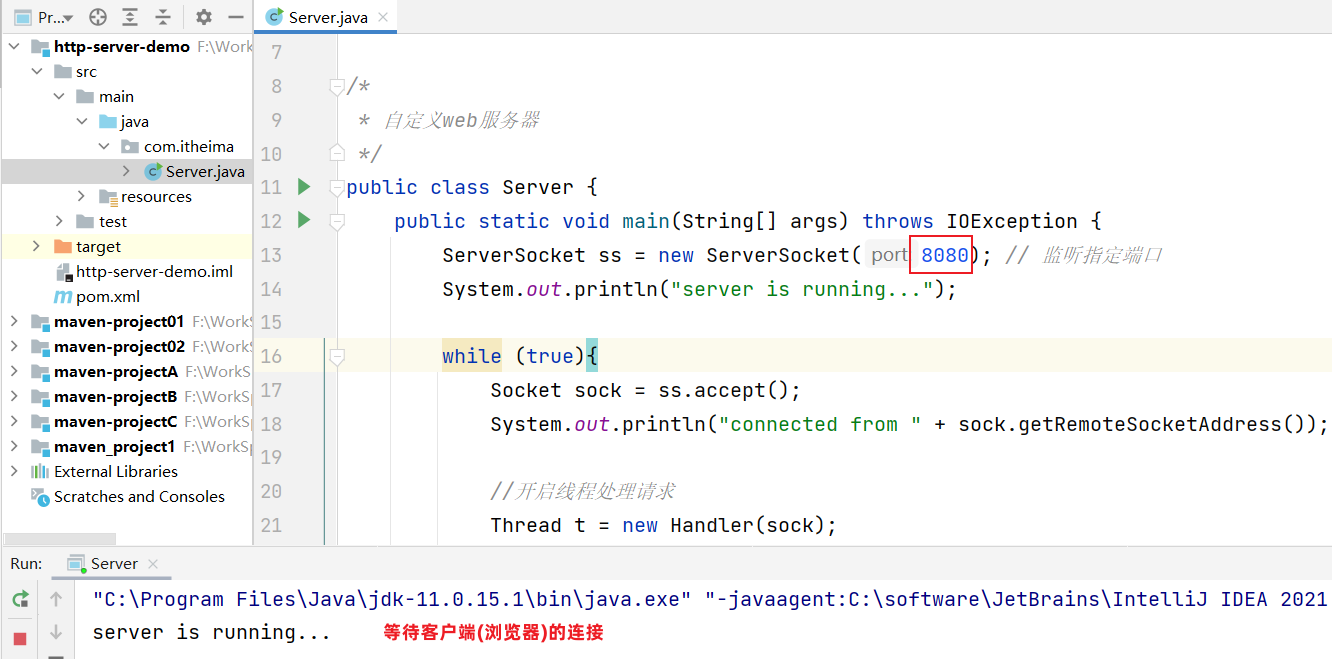 Pr...
Server.java
http-server-demo F:\Work
src
main
java
com.itheima
Server.java
resources
test
target
http-server-demo.iml
pom.xml
maven-project01 F:\WorkS
maven-project02 F:\WorkS
maven-projectA F:\WorkS
maven-projectB F:\WorkSp
maven-projectC F:\WorkSp
maven_project1 F:\WorkSp
External Libraries
Scratches and Consoles
7
8 /*
9 * 自定义web服务器
10 */
11 public class Server {
12 public static void main(String[] args) throws IOException {
13 ServerSocket ss = new ServerSocket( port 8080); // 监听指定端口
14 System.out.println("server is running...");
15
16 while (true){
17 Socket sock = ss.accept();
18 System.out.println("connected from " + sock.getRemoteSocketAddress());
19
20 //开启线程处理请求
21 Thread t = new Handler(sock);
Run: Server
"C:\Program Files\Java\jdk-11.0.15.1\bin\java.exe" "-javaagent:C:\software\JetBrains\IntelliJ IDEA 2021
server is running... 等待客户端(浏览器)的连接